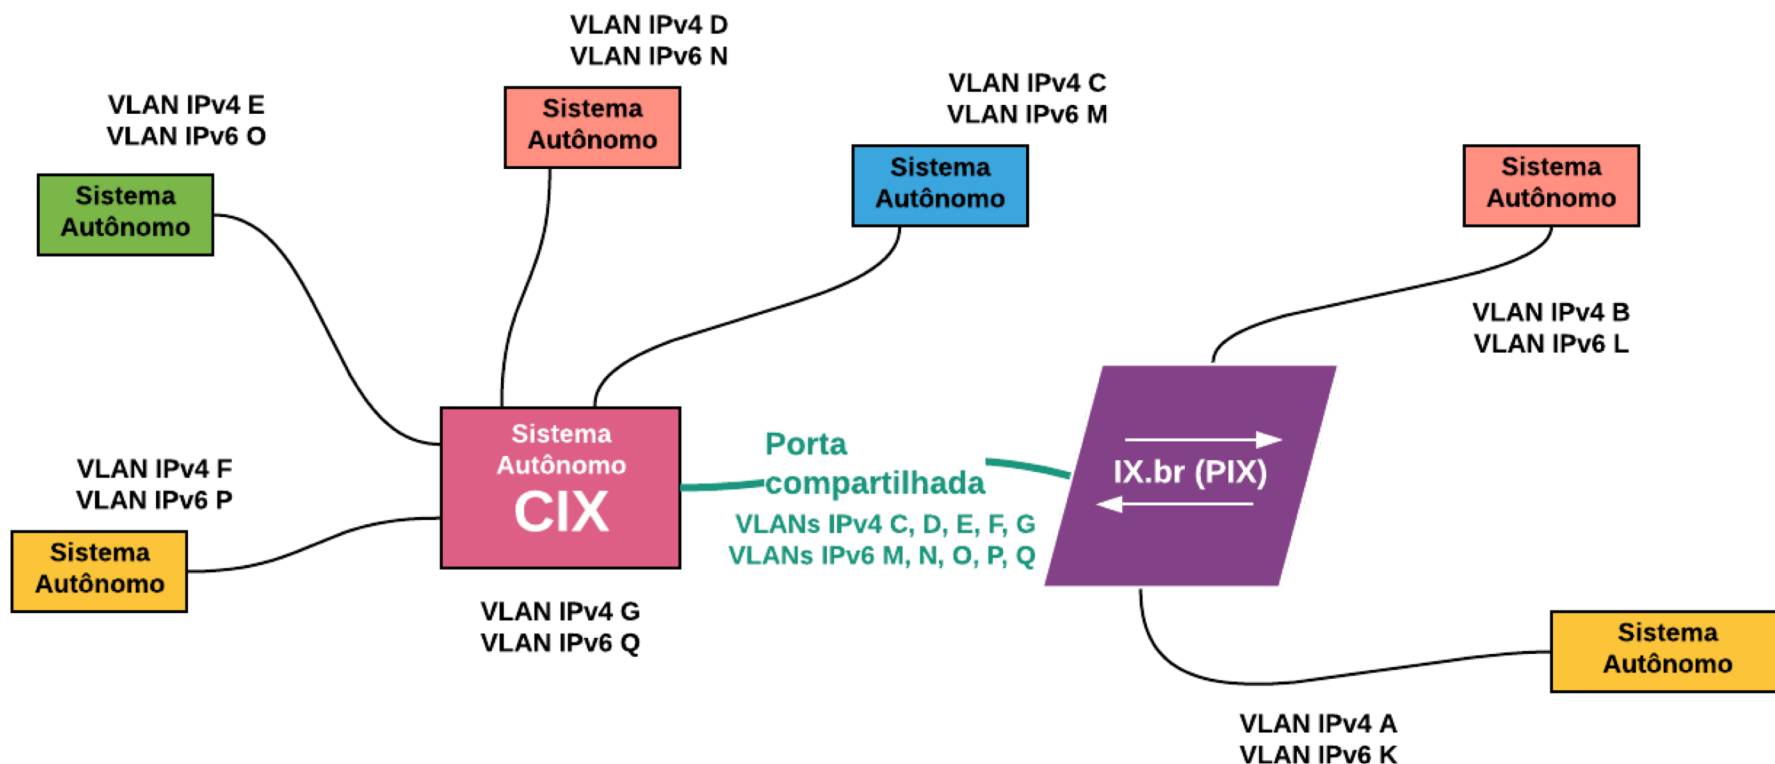 VLAN IPv4 D
VLAN IPv6 N
VLAN IPv4 E
VLAN IPv6 O
Sistema
Autônomo
VLAN IPv4 C
VLAN IPv6 M
Sistema
Autônomo
Sistema
Autônomo
Sistema
Autônomo
VLAN IPv4 B
VLAN IPv6 L
Sistema
Autônomo
CIX
Porta
compartilhada
VLANs IPv4 C, D, E, F, G
VLANs IPv6 M, N, O, P, Q
IX.br (PIX)
VLAN IPv4 F
VLAN IPv6 P
Sistema
Autônomo
VLAN IPv4 G
VLAN IPv6 Q
Sistema
Autônomo
VLAN IPv4 A
VLAN IPv6 K